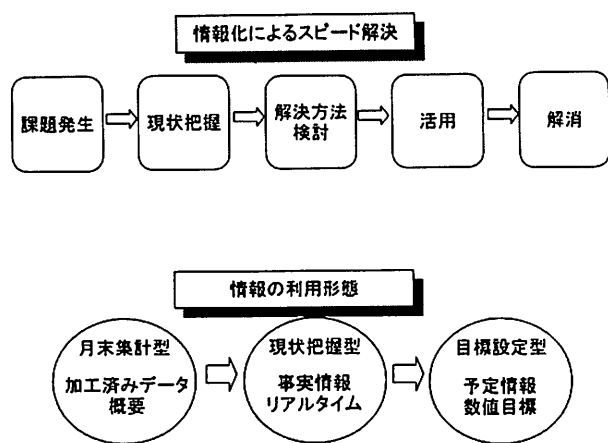 情報化によるスピード解決
課題発生
現状把握
解決方法
検討
活用
解消
情報の利用形態
月末集計型
加工済みデータ
概要
現状把握型
事実情報
リアルタイム
目標設定型
予定情報
数値目標